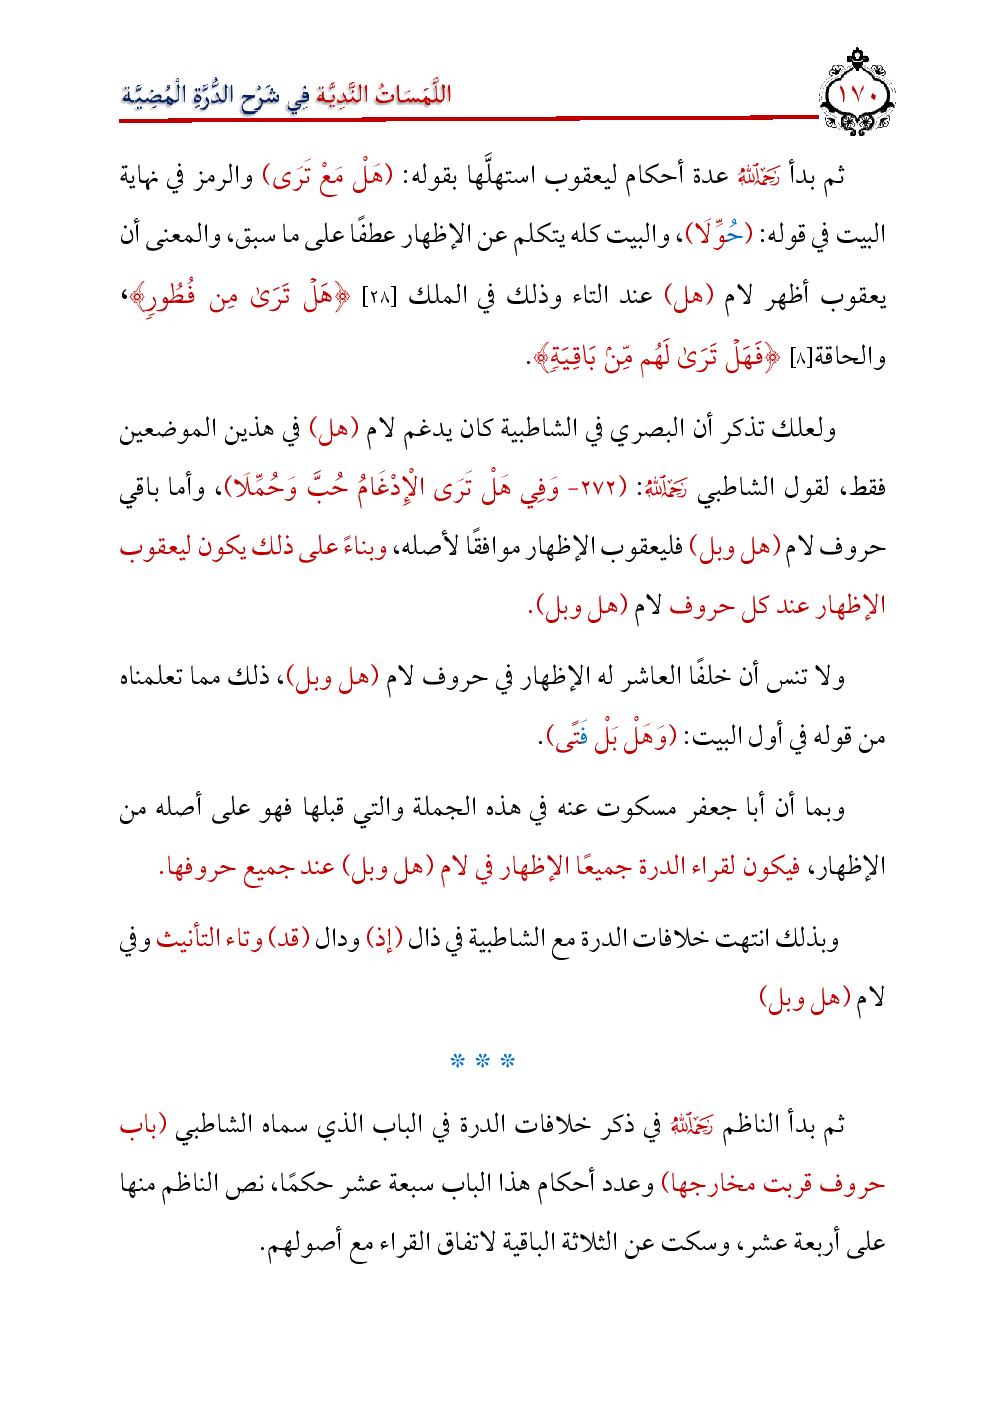 ١٧٠
اللَّمَسَاتُ النَّدِيَّة فِي شَرْح الدُّرَّةِ الْمُضِيَّة
ثم بدأ رَحِمَهُ اللَّهُ عدة أحكام ليعقوب استهلَّها بقوله: (هَلْ مَعْ تَرَى) والرمز في نهاية
البيت في قوله: (حُوِّلَا)، والبيت كله يتكلم عن الإظهار عطفًا على ما سبق، والمعنى أن
يعقوب أظهر لام (هل) عند التاء وذلك في الملك [٢٨] ﴿هَلْ تَرَىٰ مِن فُطُورٖ﴾،
والحاقة[٨] ﴿فَهَلْ تَرَىٰ لَهُم مِّنۢ بَاقِيَةٖ﴾.
ولعلك تذكر أن البصري في الشاطبية كان يدغم لام (هل) في هذين الموضعين
فقط، لقول الشاطبي رَحِمَهُ اللَّهُ: (٢٧٢- وَفِي هَلْ تَرَى الْإِدْغَامُ حُبَّ وَحُمِّلَا)، وأما باقي
حروف لام (هل وبل) فليعقوب الإظهار موافقًا لأصله، وبناءً على ذلك يكون ليعقوب
الإظهار عند كل حروف لام (هل وبل).
ولا تنس أن خلفًا العاشر له الإظهار في حروف لام (هل وبل)، ذلك مما تعلمناه
من قوله في أول البيت: (وَهَلْ بَلْ فَتًى).
وبما أن أبا جعفر مسكوت عنه في هذه الجملة والتي قبلها فهو على أصله من
الإظهار، فيكون لقراء الدرة جميعًا الإظهار في لام (هل وبل) عند جميع حروفها.
وبذلك انتهت خلافات الدرة مع الشاطبية في ذال (إذ) ودال (قد) وتاء التأنيث وفي
لام (هل وبل)
* * *
ثم بدأ الناظم رَحِمَهُ اللَّهُ في ذكر خلافات الدرة في الباب الذي سماه الشاطبي (باب
حروف قربت مخارجها) وعدد أحكام هذا الباب سبعة عشر حكمًا، نص الناظم منها
على أربعة عشر، وسكت عن الثلاثة الباقية لاتفاق القراء مع أصولهم.